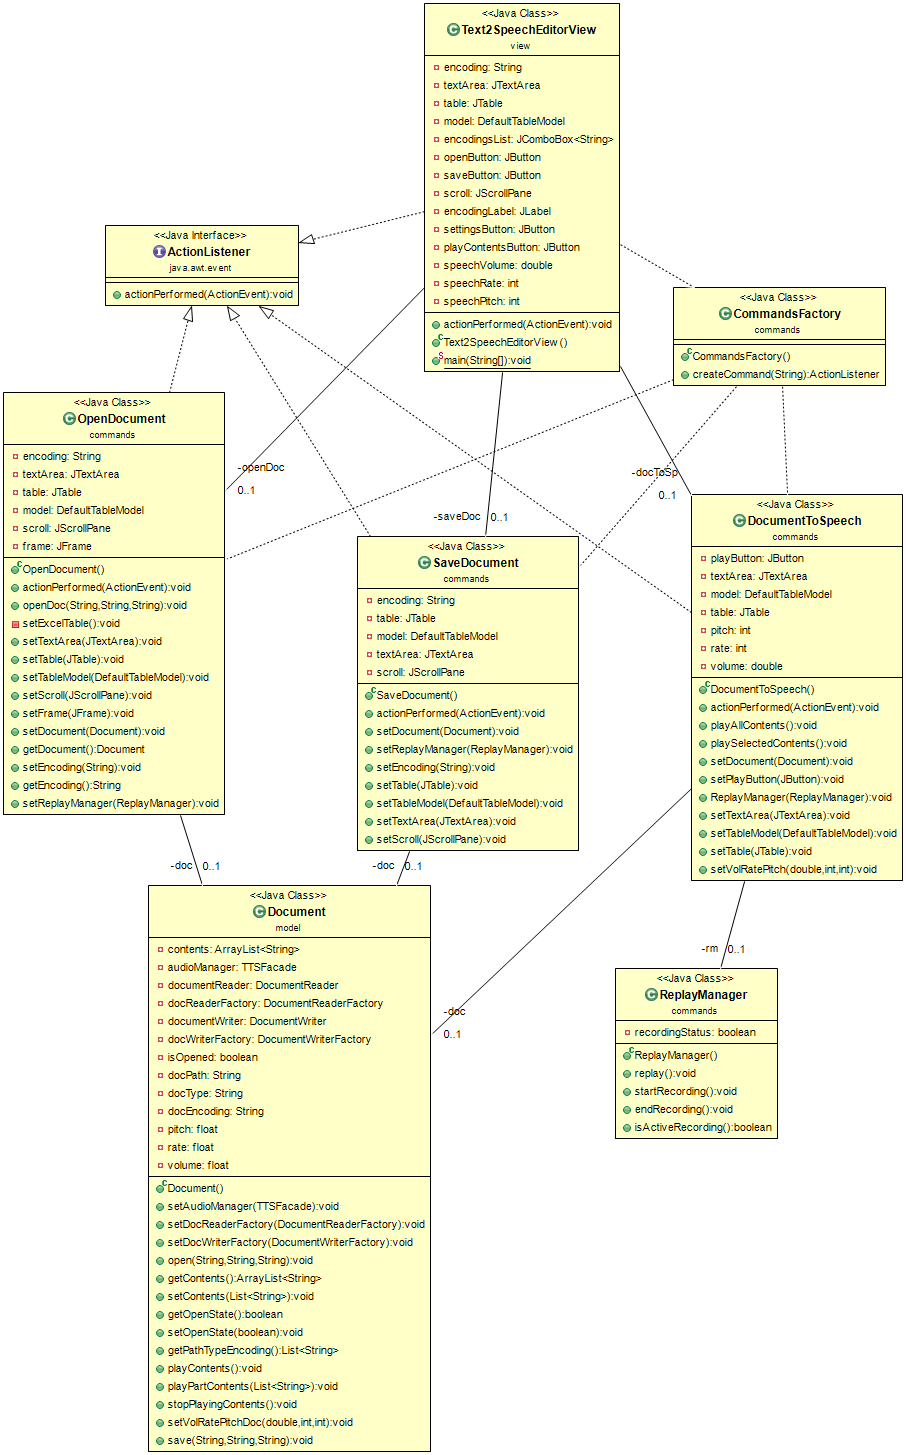 <<Java Class>>
Text2SpeechEditorView
view
encoding: String
textArea: JTextArea
table: JTable
model: DefaultTableModel
encodingsList: JComboBox<String>
openButton: JButton
saveButton: JButton
scroll: JScrollPane
encodingLabel: JLabel
settingsButton: JButton
playContentsButton: JButton
speechVolume: double
speechRate: int
speechPitch: int
actionPerformed(ActionEvent):void
Text2SpeechEditorView()
main(String[]):void
<<Java Interface>>
ActionListener
java.awt.event
actionPerformed(ActionEvent):void
<<Java Class>>
CommandsFactory
commands
CommandsFactory()
createCommand(String):ActionListener
<<Java Class>>
OpenDocument
commands
encoding: String
textArea: JTextArea
table: JTable
model: DefaultTableModel
scroll: JScrollPane
frame: JFrame
OpenDocument()
actionPerformed(ActionEvent):void
openDoc(String,String,String):void
setExcelTable():void
setTextArea(JTextArea):void
setTable(JTable):void
setTableModel(DefaultTableModel):void
setScroll(JScrollPane):void
setFrame(JFrame):void
setDocument(Document):void
getDocument():Document
setEncoding(String):void
getEncoding():String
setReplayManager(ReplayManager):void
-openDoc
0..1
-saveDoc 0..1
-docToSp
0..1
<<Java Class>>
SaveDocument
commands
encoding: String
table: JTable
model: DefaultTableModel
textArea: JTextArea
scroll: JScrollPane
SaveDocument()
actionPerformed(ActionEvent):void
setDocument(Document):void
setReplayManager(ReplayManager):void
setEncoding(String):void
setTable(JTable):void
setTableModel(DefaultTableModel):void
setTextArea(JTextArea):void
setScroll(JScrollPane):void
<<Java Class>>
DocumentToSpeech
commands
playButton: JButton
textArea: JTextArea
model: DefaultTableModel
table: JTable
pitch: int
rate: int
volume: double
DocumentToSpeech()
actionPerformed(ActionEvent):void
playAllContents():void
playSelectedContents():void
setDocument(Document):void
setPlayButton(JButton):void
ReplayManager(ReplayManager):void
setTextArea(JTextArea):void
setTableModel(DefaultTableModel):void
setTable(JTable):void
setVolRatePitch(double,int,int):void
-doc 0..1
-doc 0..1
-doc
0..1
-rm 0..1
<<Java Class>>
Document
model
contents: ArrayList<String>
audioManager: TTSFacade
documentReader: DocumentReader
docReaderFactory: DocumentReaderFactory
documentWriter: DocumentWriter
docWriterFactory: DocumentWriterFactory
isOpened: boolean
docPath: String
docType: String
docEncoding: String
pitch: float
rate: float
volume: float
Document()
setAudioManager(TTSFacade):void
setDocReaderFactory(DocumentReaderFactory):void
setDocWriterFactory(DocumentWriterFactory):void
open(String,String,String):void
getContents():ArrayList<String>
setContents(List<String>):void
getOpenState():boolean
setOpenState(boolean):void
getPathTypeEncoding():List<String>
playContents():void
playPartContents(List<String>):void
stopPlayingContents():void
setVolRatePitchDoc(double,int,int):void
save(String,String,String):void
<<Java Class>>
ReplayManager
commands
recordingStatus: boolean
ReplayManager()
replay():void
startRecording():void
endRecording():void
isActiveRecording():boolean